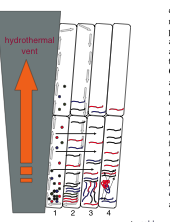 hydrothermal
vent
1 2 3 4